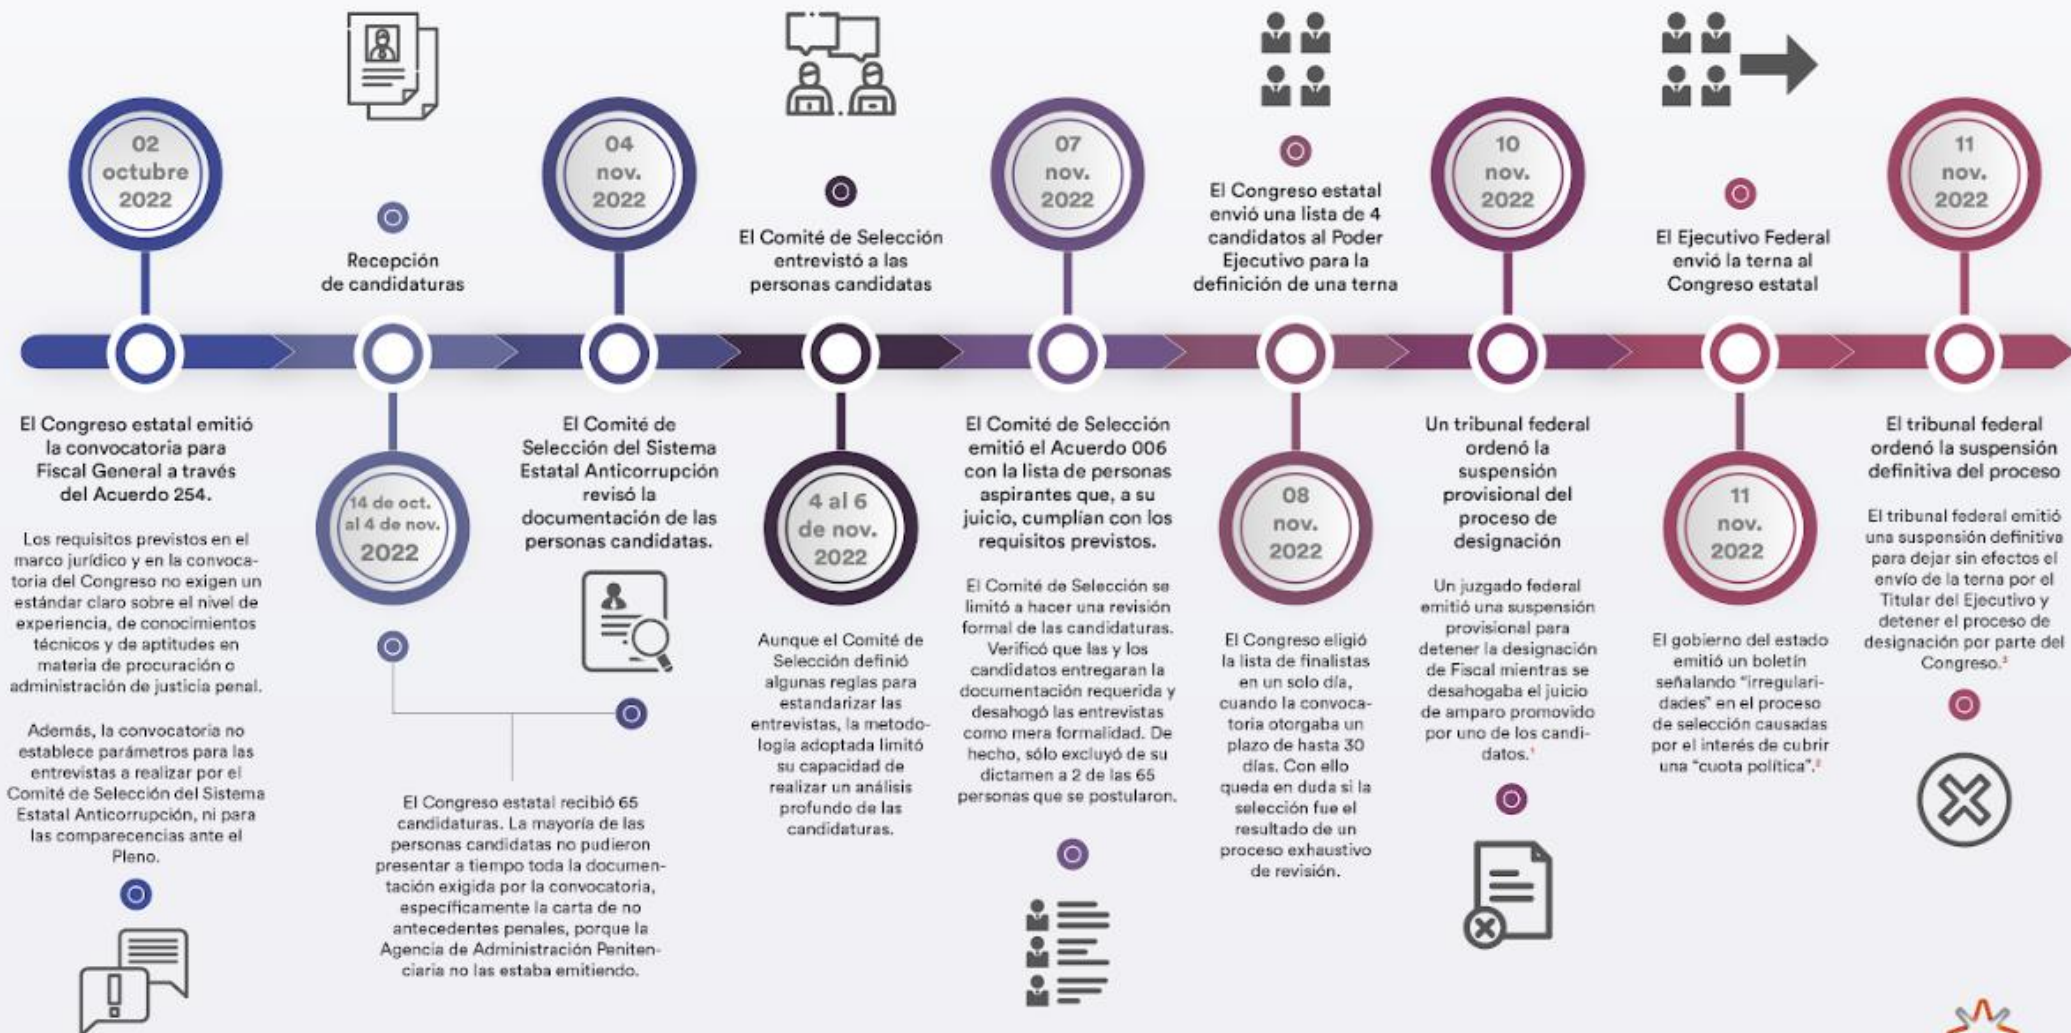 02
octubre
2022
El Congreso estatal emitió
la convocatoria para
Fiscal General a través
del Acuerdo 254.
Los requisitos previstos en el
marco jurídico y en la convoca-
toria del Congreso no exigen un
estándar claro sobre el nivel de
experiencia, de conocimientos
técnicos y de aptitudes en
materia de procuración o
administración de justicia penal.
Además, la convocatoria no
establece parámetros para las
entrevistas a realizar por el
Comité de Selección del Sistema
Estatal Anticorrupción, ni para
las comparecencias ante el
Pleno.
Recepción
de candidaturas
14 de oct.
al 4 de nov.
2022
El Congreso estatal recibió 65
candidaturas. La mayoría de las
personas candidatas no pudieron
presentar a tiempo toda la documen-
tación exigida por la convocatoria,
específicamente la carta de no
antecedentes penales, porque la
Agencia de Administración Peniten-
ciaria no las estaba emitiendo.
04
nov.
2022
El Comité de
Selección del Sistema
Estatal Anticorrupción
revisó la
documentación de las
personas candidatas.
El Comité de Selección
entrevistó a las
personas candidatas
4 al 6
de nov.
2022
Aunque el Comité de
Selección definió
algunas reglas para
estandarizar las
entrevistas, la metodo-
logía adoptada limitó
su capacidad de
realizar un análisis
profundo de las
candidaturas.
07
nov.
2022
El Comité de Selección
emitió el Acuerdo 006
con la lista de personas
aspirantes que, a su
juicio, cumplían con los
requisitos previstos.
El Comité de Selección se
limitó a hacer una revisión
formal de las candidaturas.
Verificó que las y los
candidatos entregaran la
documentación requerida y
desahogó las entrevistas
como mera formalidad. De
hecho, sólo excluyó de su
dictamen a 2 de las 65
personas que se postularon.
El Congreso estatal
envió una lista de 4
candidatos al Poder
Ejecutivo para la
definición de una terna
08
nov.
2022
El Congreso eligió
la lista de finalistas
en un solo día,
cuando la convoca-
toria otorgaba un
plazo de hasta 30
días. Con ello
queda en duda si la
selección fue el
resultado de un
proceso exhaustivo
de revisión.
10
nov.
2022
Un tribunal federal
ordenó la
suspensión
provisional del
proceso de
designación
Un juzgado federal
emitió una suspensión
provisional para
detener la designación
de Fiscal mientras se
desahogaba el juicio
de amparo promovido
por uno de los candi-
datos.¹
El Ejecutivo Federal
envió la terna al
Congreso estatal
11
nov.
2022
El gobierno del estado
emitió un boletín
señalando "irregulari-
dades" en el proceso
de selección causadas
por el interés de cubrir
una "cuota política".²
11
nov.
2022
El tribunal federal
ordenó la suspensión
definitiva del proceso
El tribunal federal emitió
una suspensión definitiva
para dejar sin efectos el
envío de la terna por el
Titular del Ejecutivo y
detener el proceso de
designación por parte del
Congreso.³